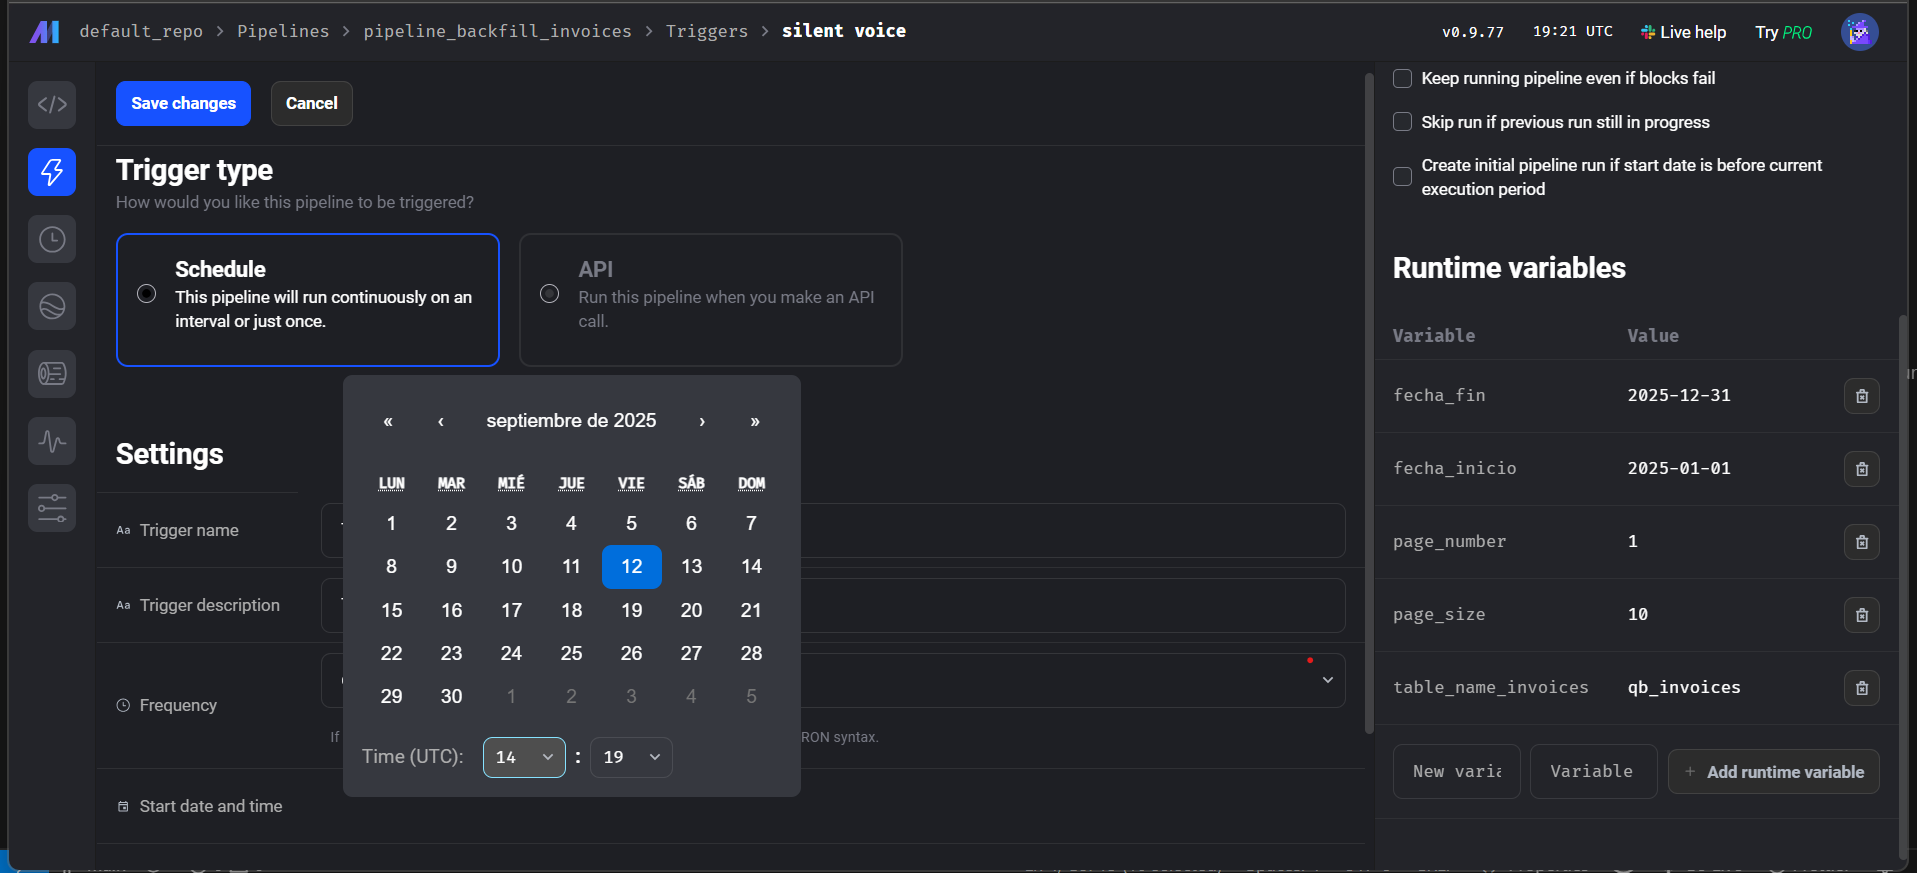 default_repo > Pipelines > pipeline_backfill_invoices > Triggers > silent voice
v0.9.77 19:21 UTC Live help Try PRO
Save changes Cancel
Trigger type
How would you like this pipeline to be triggered?
Schedule
This pipeline will run continuously on an
interval or just once.
API
Run this pipeline when you make an API
call.
Settings
Aa Trigger name
Aa Trigger description
Frequency
If
RON syntax.
Start date and time
« ‹ septiembre de 2025 › »
LUN MAR MIÉ JUE VIE SÁB DOM
1 2 3 4 5 6 7
8 9 10 11 12 13 14
15 16 17 18 19 20 21
22 23 24 25 26 27 28
29 30 1 2 3 4 5
Time (UTC): 14 : 19
Keep running pipeline even if blocks fail
Skip run if previous run still in progress
Create initial pipeline run if start date is before current
execution period
Runtime variables
Variable Value
fecha_fin 2025-12-31
fecha_inicio 2025-01-01
page_number 1
page_size 10
table_name_invoices qb_invoices
New varia Variable + Add runtime variable